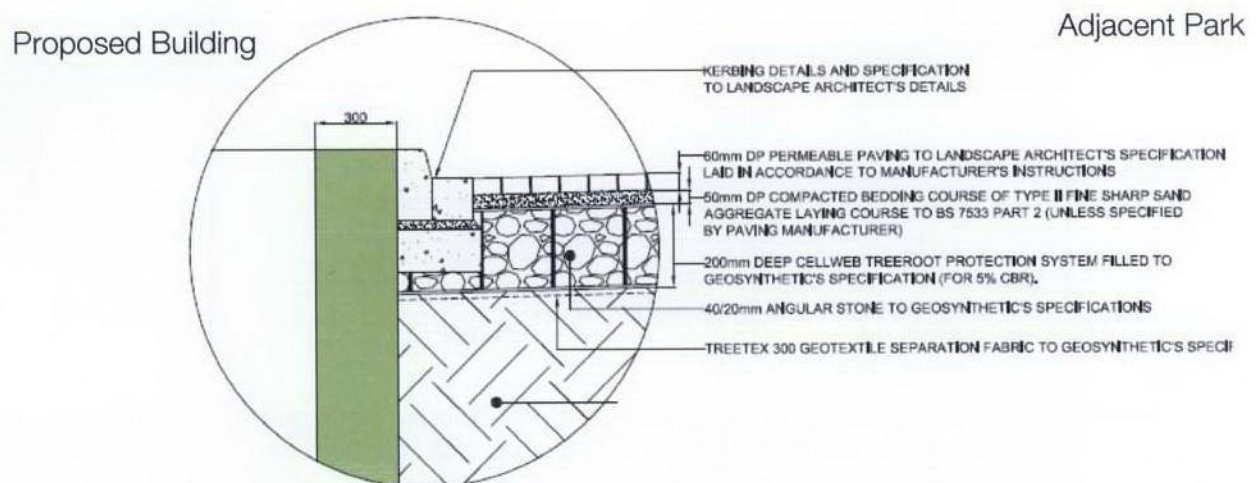 Proposed Building
Adjacent Park
300
KERBING DETAILS AND SPECIFICATION
TO LANDSCAPE ARCHITECT'S DETAILS
60mm DP PERMEABLE PAVING TO LANDSCAPE ARCHITECT'S SPECIFICATION
LAID IN ACCORDANCE TO MANUFACTURER'S INSTRUCTIONS
50mm DP COMPACTED BEDDING COURSE OF TYPE II FINE SHARP SAND
AGGREGATE LAYING COURSE TO BS 7533 PART 2 (UNLESS SPECIFIED
BY PAVING MANUFACTURER)
200mm DEEP CELLWEB TREEROOT PROTECTION SYSTEM FILLED TO
GEOSYNTHETIC'S SPECIFICATION (FOR 5% CBR).
40/20mm ANGULAR STONE TO GEOSYNTHETIC'S SPECIFICATIONS
TREETEX 300 GEOTEXTILE SEPARATION FABRIC TO GEOSYNTHETIC'S SPECIF